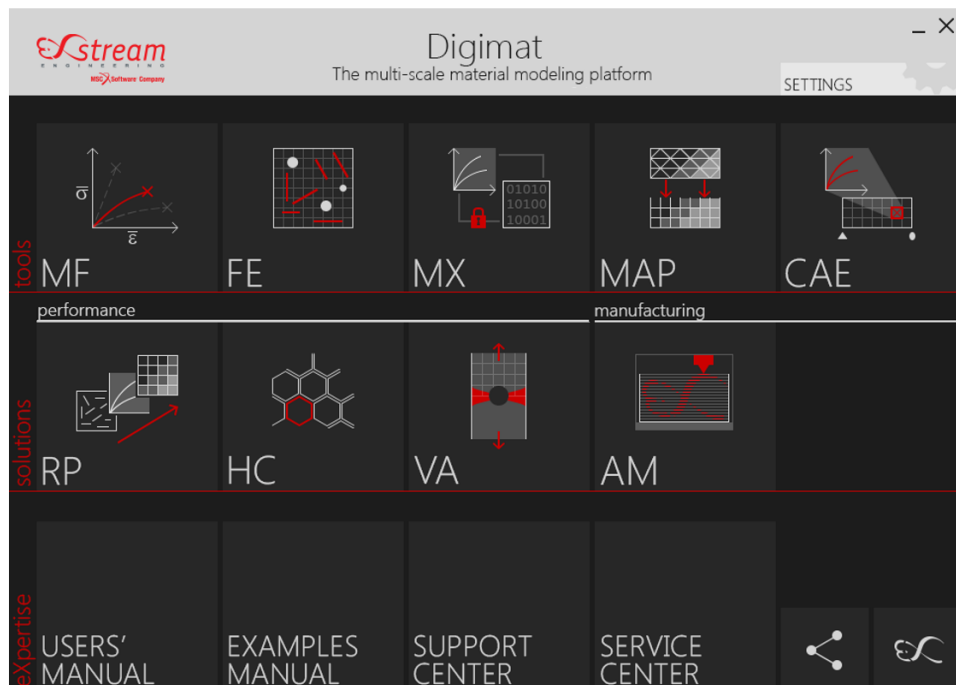 eXstream
ENGINEERING
MSC Software Company
Digimat
The multi-scale material modeling platform
SETTINGS
tools
σ
ε
MF
FE
01010
10100
10001
MX
MAP
CAE
performance
manufacturing
solutions
RP
HC
VA
AM
eXpertise
USERS'
MANUAL
EXAMPLES
MANUAL
SUPPORT
CENTER
SERVICE
CENTER